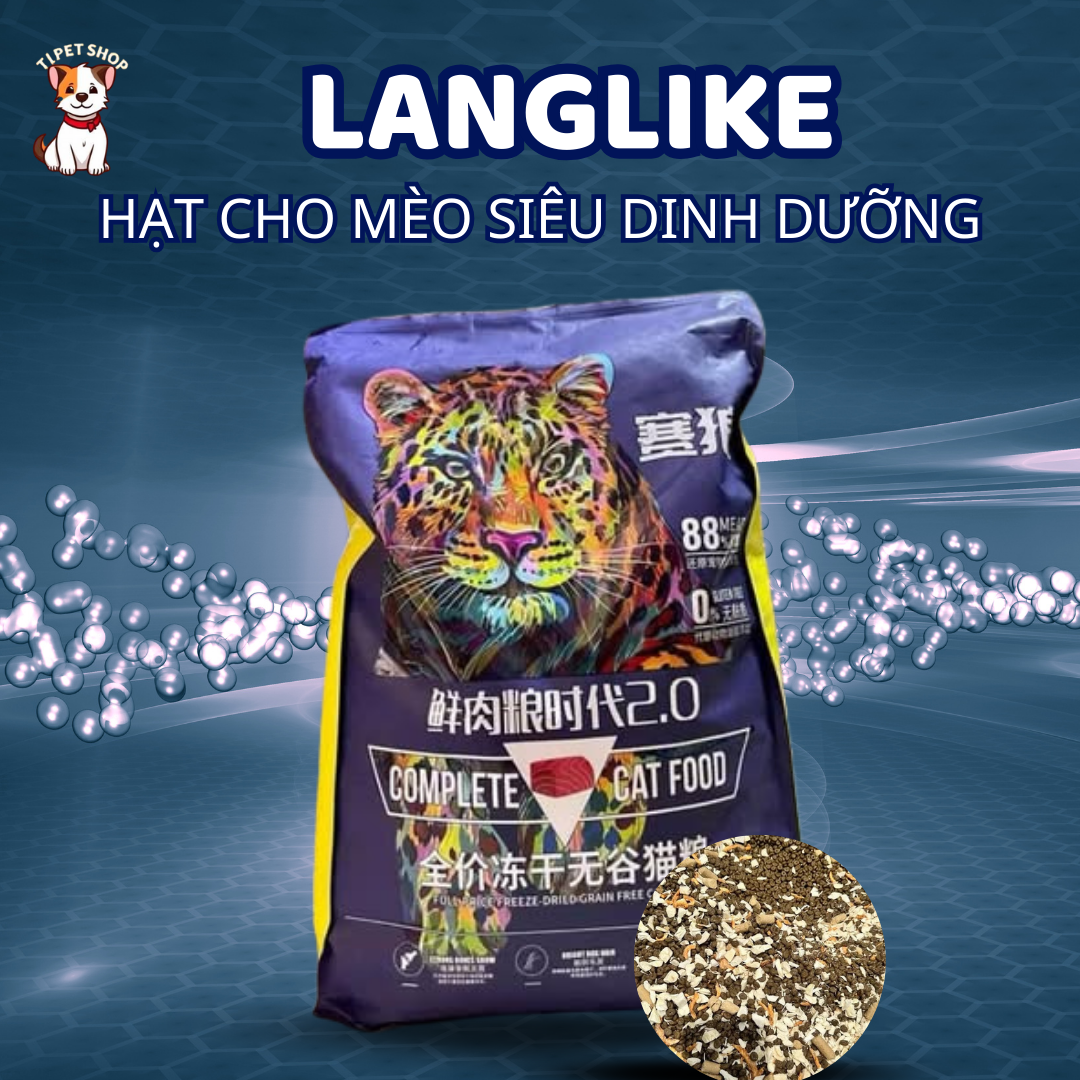 TIPET SHOP
LANGLIKE
HẠT CHO MÈO SIÊU DINH DƯỠNG
赛狼
88%
0%
鲜肉粮时代2.0
COMPLETE CAT FOOD
全价冻干无谷猫粮
FULL PRICE FREEZE-DRIED GRAIN FREE